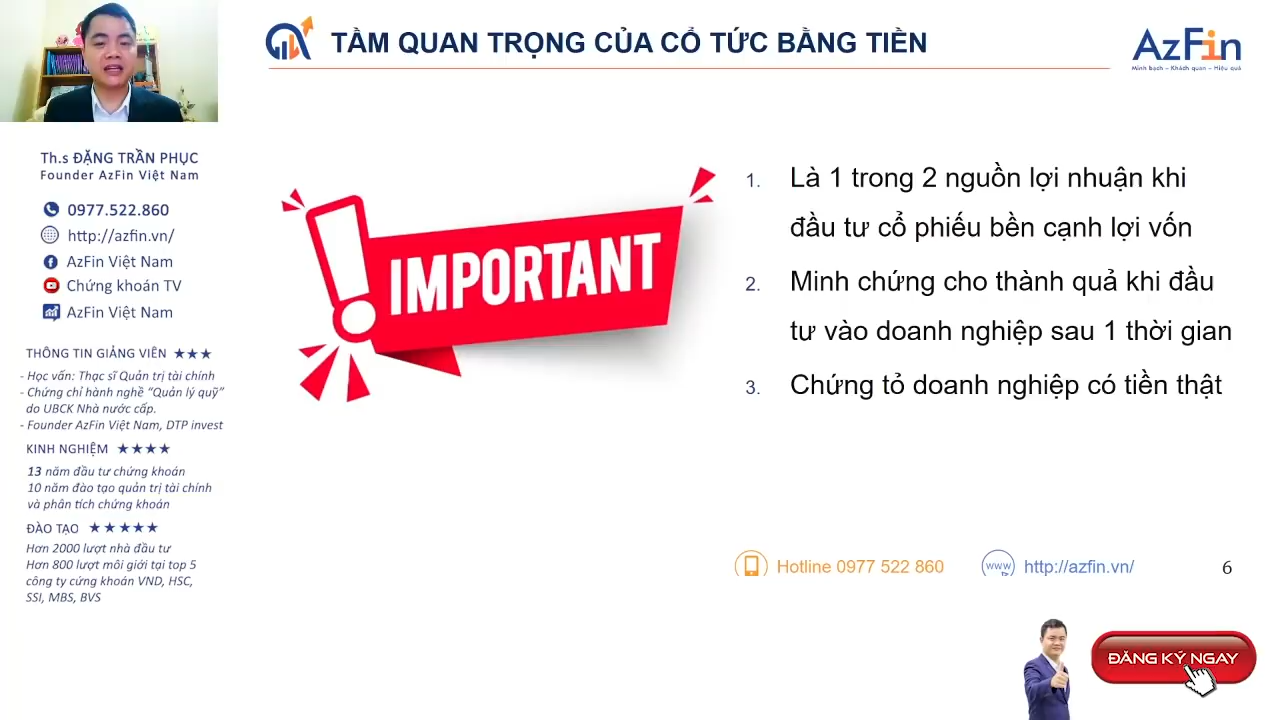 TẦM QUAN TRỌNG CỦA CỔ TỨC BẰNG TIỀN
AzFin
Minh bạch – Khách quan – Hiệu quả
Th.s ĐẶNG TRẦN PHỤC
Founder AzFin Việt Nam
0977.522.860
http://azfin.vn/
AzFin Việt Nam
Chứng khoán TV
AzFin Việt Nam
THÔNG TIN GIẢNG VIÊN ★★★
- Học vấn: Thạc sĩ Quản trị tài chính
- Chứng chỉ hành nghề “Quản lý quỹ”
do UBCK Nhà nước cấp.
- Founder AzFin Việt Nam, DTP invest
KINH NGHIỆM ★★★★
13 năm đầu tư chứng khoán
10 năm đào tạo quản trị tài chính
và phân tích chứng khoán
ĐÀO TẠO ★★★★★
Hơn 2000 lượt nhà đầu tư
Hơn 800 lượt môi giới tại top 5
công ty cứng khoán VND, HSC,
SSI, MBS, BVS
IMPORTANT
1. Là 1 trong 2 nguồn lợi nhuận khi
đầu tư cổ phiếu bền cạnh lợi vốn
2. Minh chứng cho thành quả khi đầu
tư vào doanh nghiệp sau 1 thời gian
3. Chứng tỏ doanh nghiệp có tiền thật
Hotline 0977 522 860
www
http://azfin.vn/
6
ĐĂNG KÝ NGAY